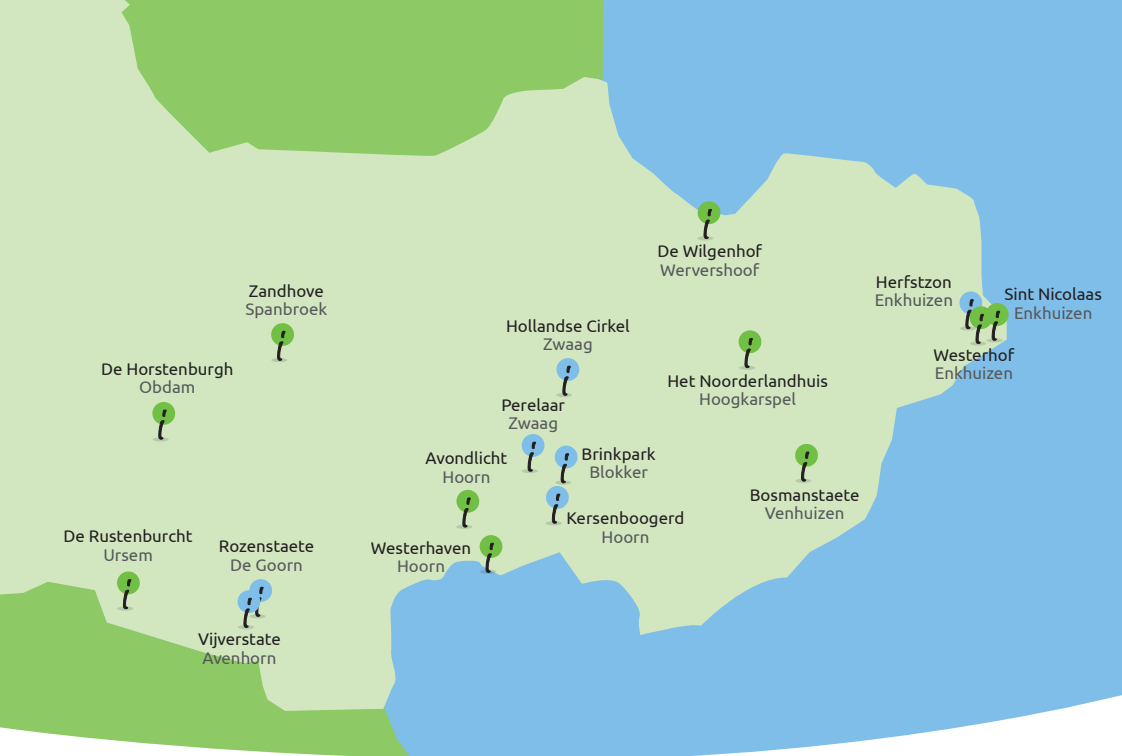 De Wilgenhof
Wervershoof
Herfstzon
Enkhuizen
Sint Nicolaas
Enkhuizen
Zandhove
Spanbroek
Hollandse Cirkel
Zwaag
Westerhof
Enkhuizen
De Horstenburgh
Obdam
Het Noorderlandhuis
Hoogkarspel
Perelaar
Zwaag
Avondlicht
Hoorn
Brinkpark
Blokker
Bosmanstaete
Venhuizen
Kersenboogerd
Hoorn
De Rustenburcht
Ursem
Rozenstaete
De Goorn
Westerhaven
Hoorn
Vijverstate
Avenhorn